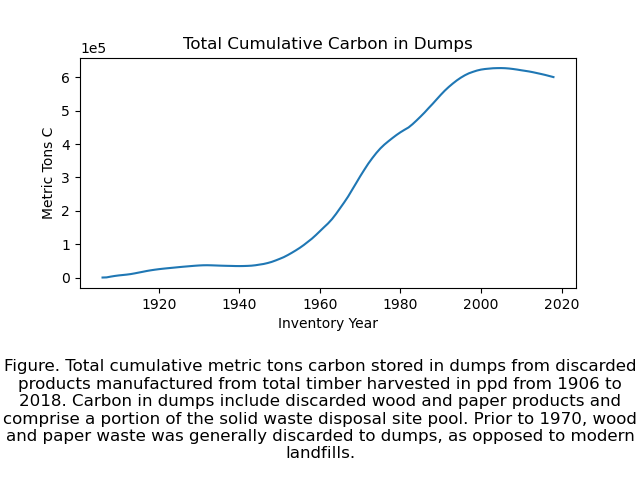 Total Cumulative Carbon in Dumps
1e5
6
5
4
3
2
1
0
Metric Tons C
1920 1940 1960 1980 2000 2020
Inventory Year
Figure. Total cumulative metric tons carbon stored in dumps from discarded
products manufactured from total timber harvested in ppd from 1906 to
2018. Carbon in dumps include discarded wood and paper products and
comprise a portion of the solid waste disposal site pool. Prior to 1970, wood
and paper waste was generally discarded to dumps, as opposed to modern
landfills.